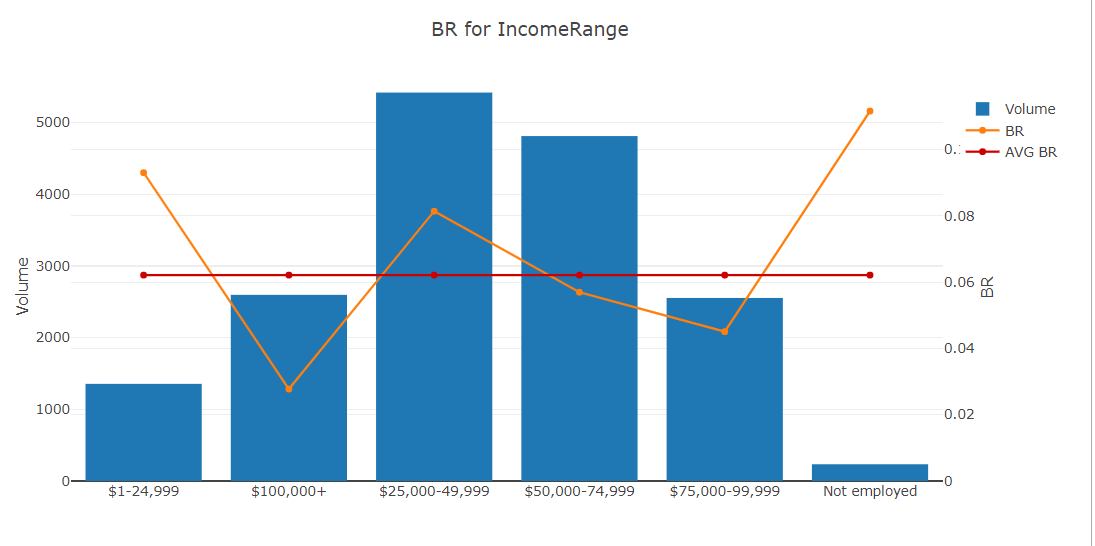 BR for IncomeRange
Volume
BR
AVG BR
5000
4000
3000
2000
1000
0
Volume
0.08
0.06
0.04
0.02
0
BR
$1-24,999
$100,000+
$25,000-49,999
$50,000-74,999
$75,000-99,999
Not employed